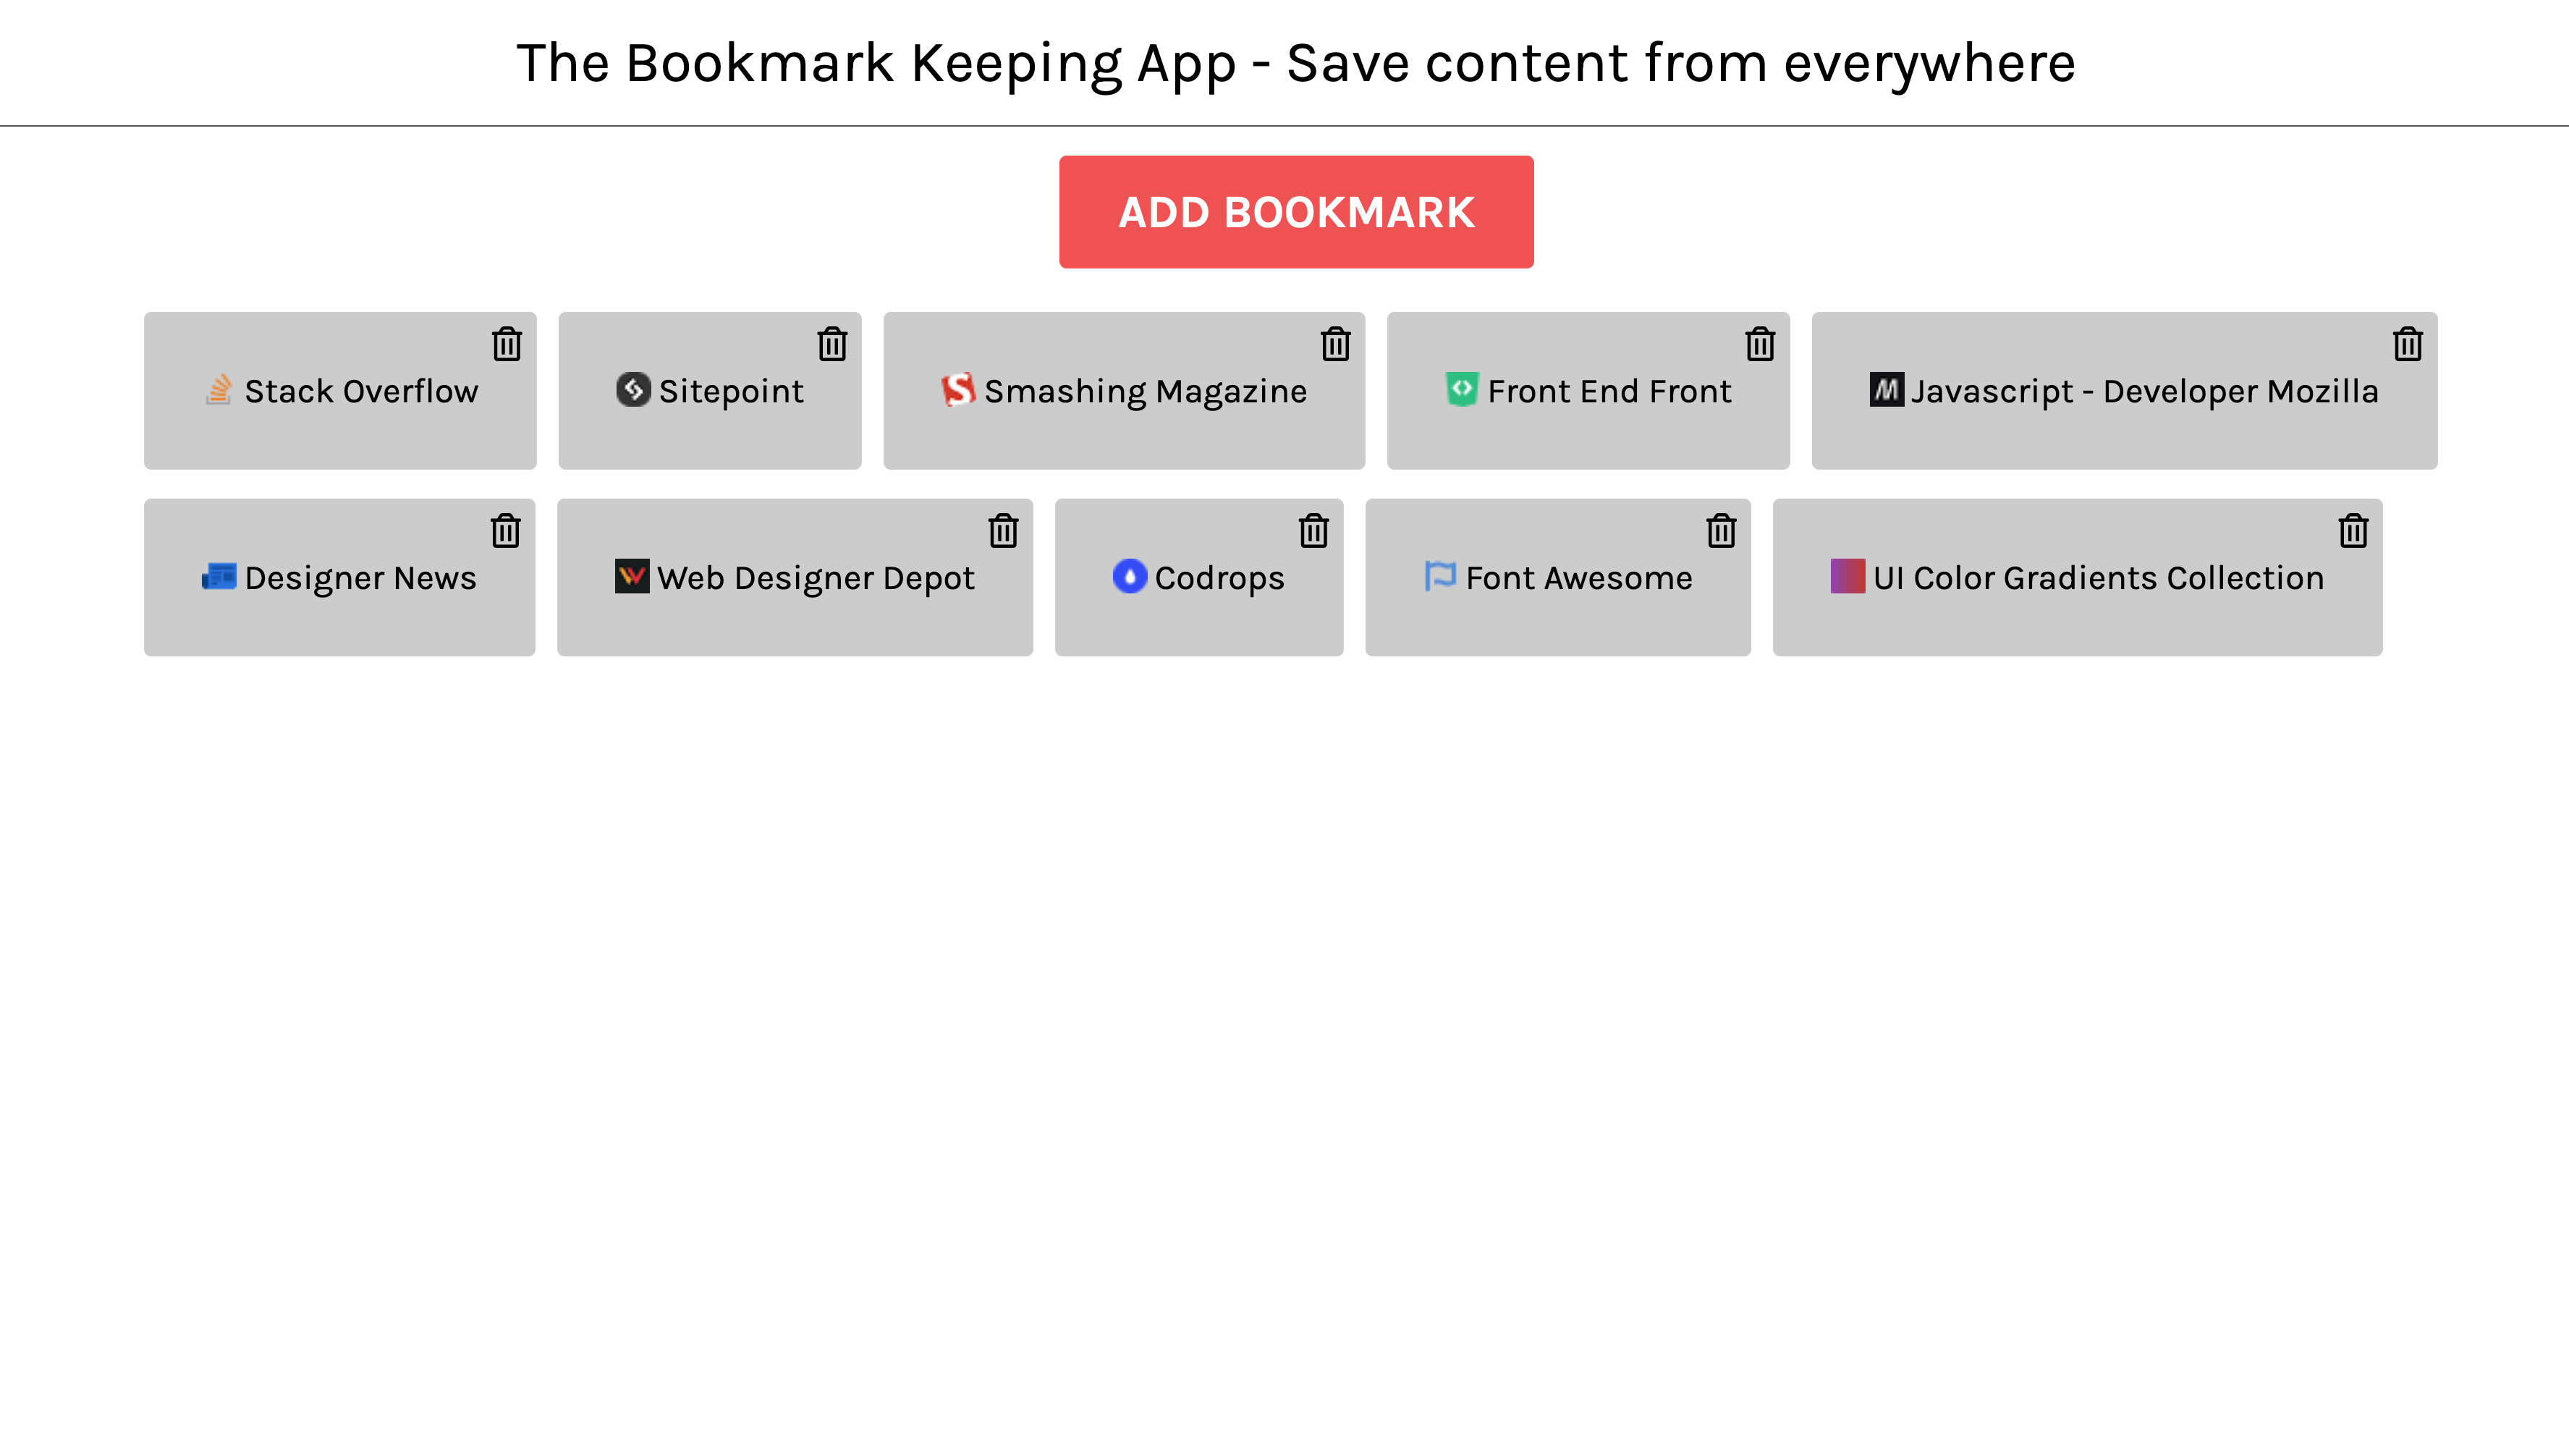 The Bookmark Keeping App - Save content from everywhere
ADD BOOKMARK
Stack Overflow
Sitepoint
Smashing Magazine
Front End Front
Javascript - Developer Mozilla
Designer News
Web Designer Depot
Codrops
Font Awesome
UI Color Gradients Collection